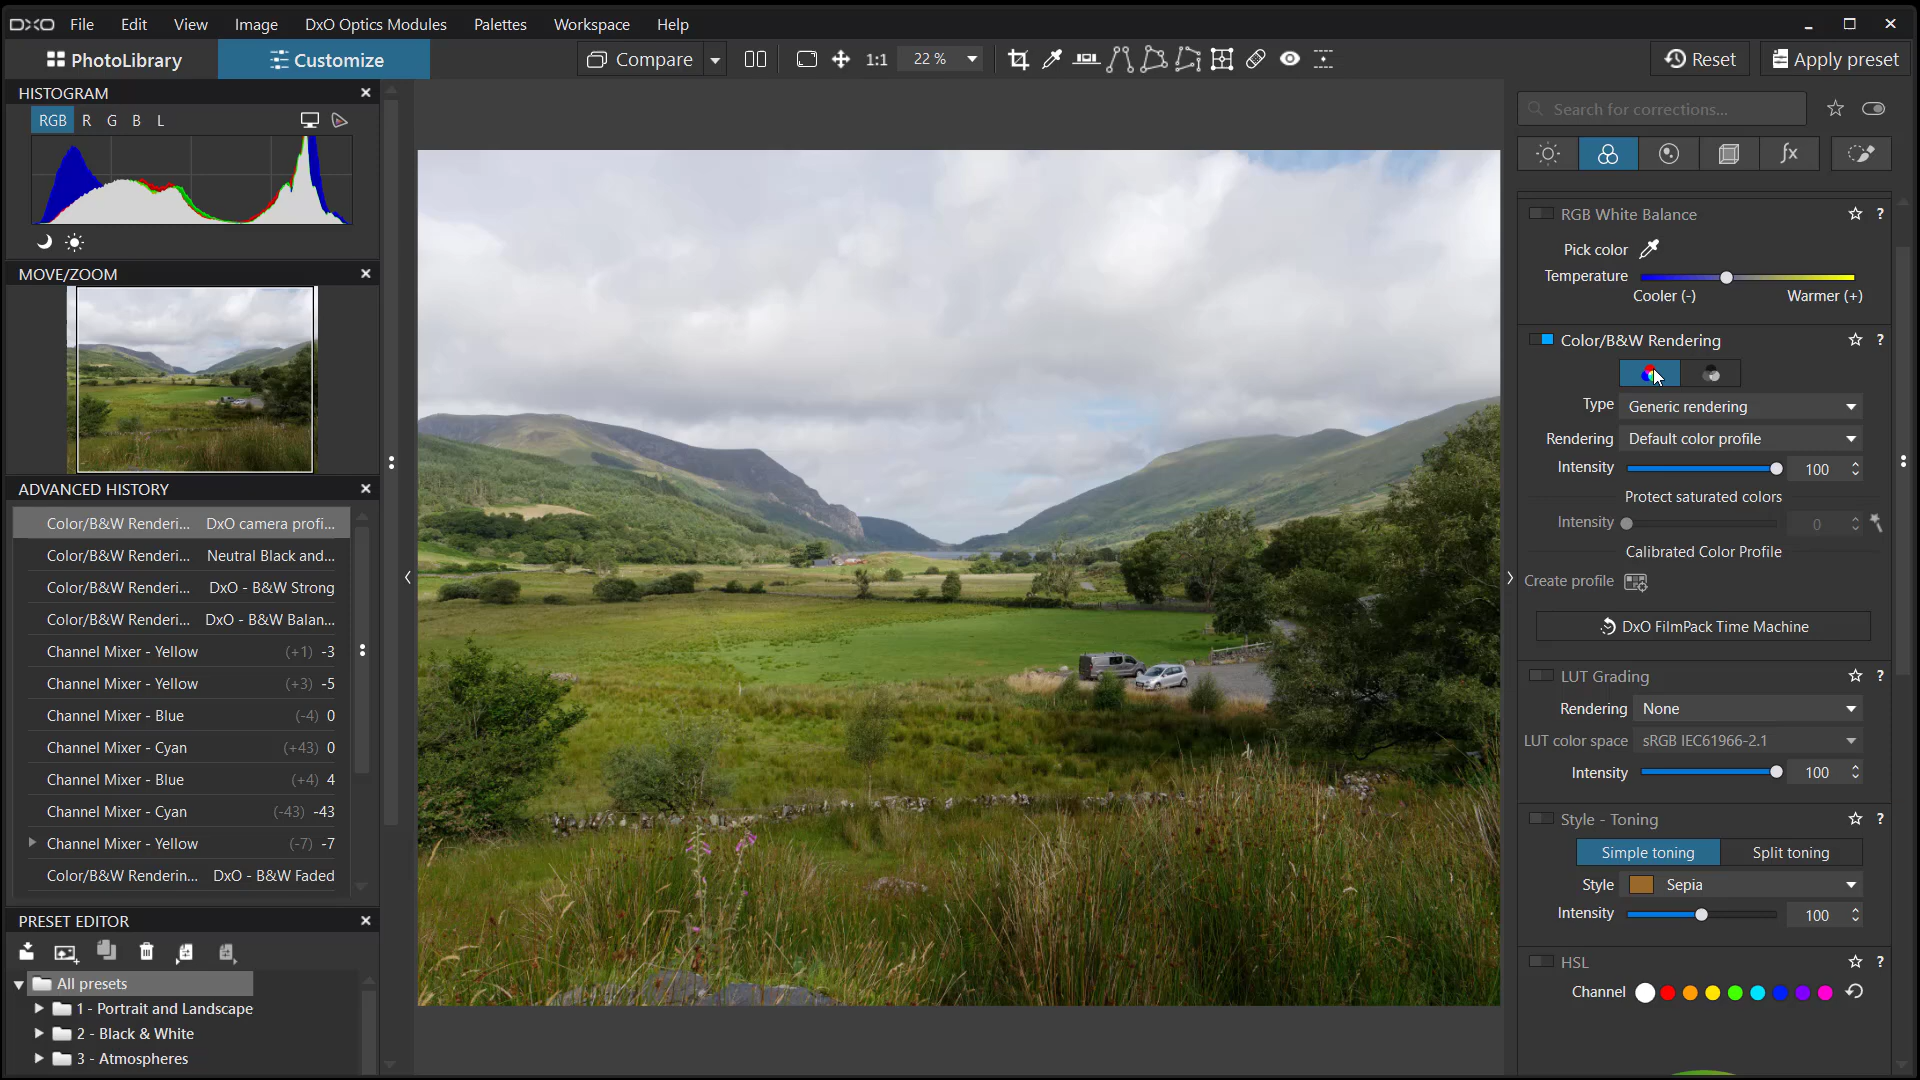 DXO File Edit View Image DxO Optics Modules Palettes Workspace Help
PhotoLibrary Customize Compare 1:1 22 % Reset Apply preset
HISTOGRAM
RGB R G B L
MOVE/ZOOM
ADVANCED HISTORY
Color/B&W Renderi... DxO camera profi...
Color/B&W Renderi... Neutral Black and...
Color/B&W Renderi... DxO - B&W Strong
Color/B&W Renderi... DxO - B&W Balan...
Channel Mixer - Yellow (+1) -3
Channel Mixer - Yellow (+3) -5
Channel Mixer - Blue (-4) 0
Channel Mixer - Cyan (+43) 0
Channel Mixer - Blue (+4) 4
Channel Mixer - Cyan (-43) -43
Channel Mixer - Yellow (-7) -7
Color/B&W Renderin... DxO - B&W Faded
PRESET EDITOR
All presets
1 - Portrait and Landscape
2 - Black & White
3 - Atmospheres
Search for corrections...
fx
RGB White Balance ?
Pick color
Temperature
Cooler (-) Warmer (+)
Color/B&W Rendering ?
Type Generic rendering
Rendering Default color profile
Intensity 100
Protect saturated colors
Intensity 0
Calibrated Color Profile
Create profile
DxO FilmPack Time Machine
LUT Grading ?
Rendering None
LUT color space sRGB IEC61966-2.1
Intensity 100
Style - Toning ?
Simple toning Split toning
Style Sepia
Intensity 100
HSL ?
Channel